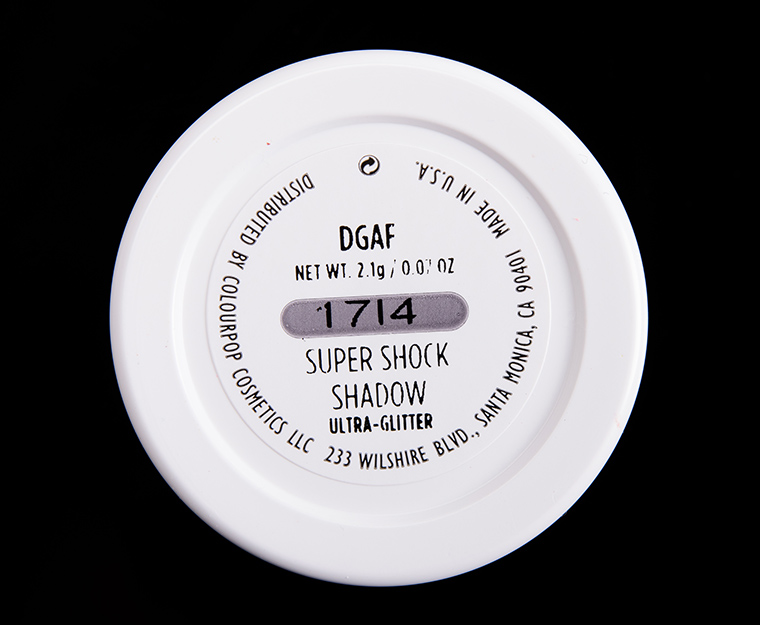 DGAF
NET WT. 2.1g / 0.07 OZ
1714
SUPER SHOCK
SHADOW
ULTRA-GLITTER
DISTRIBUTED BY COLOURPOP COSMETICS LLC 233 WILSHIRE BLVD., SANTA MONICA, CA 90401 MADE IN U.S.A.